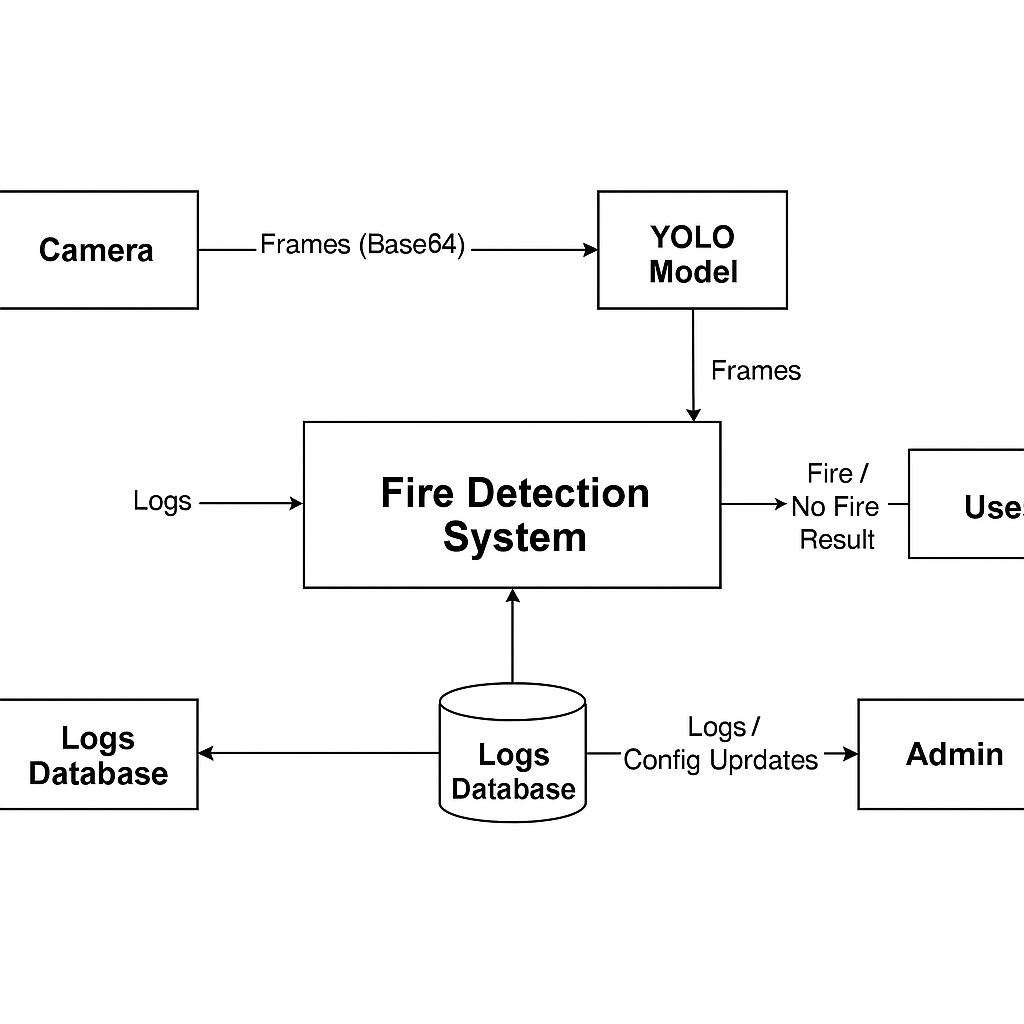 Camera
Frames (Base64)
YOLO
Model
Frames
Fire Detection
System
Logs
Fire /
No Fire
Result
Logs
Database
Logs
Database
Logs /
Config Uprdates
Admin